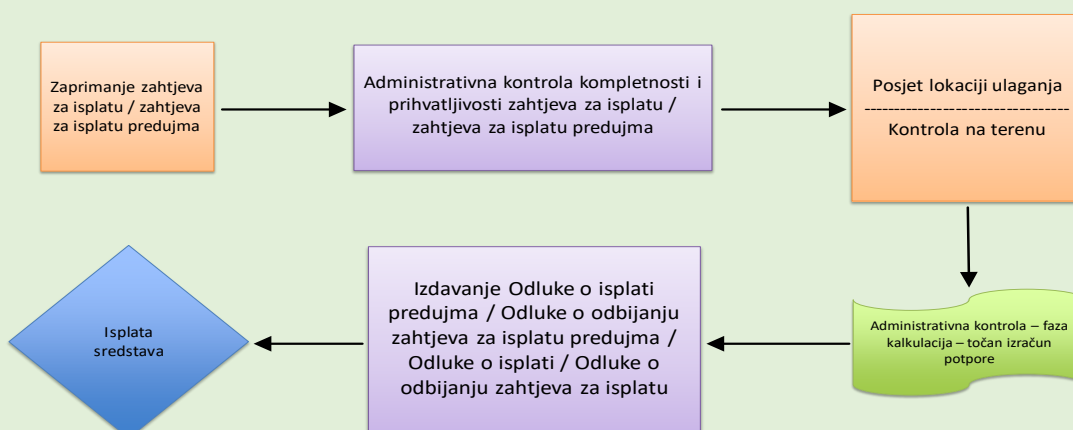 Zaprimanje zahtjeva
za isplatu / zahtjeva
za isplatu predujma
Administrativna kontrola kompletnosti i
prihvatljivosti zahtjeva za isplatu /
zahtjeva za isplatu predujma
Posjet lokaciji ulaganja
--------------------------------
Kontrola na terenu
Administrativna kontrola – faza
kalkulacija – točan izračun
potpore
Izdavanje Odluke o isplati
predujma / Odluke o odbijanju
zahtjeva za isplatu predujma /
Odluke o isplati / Odluke o
odbijanju zahtjeva za isplatu
Isplata
sredstava